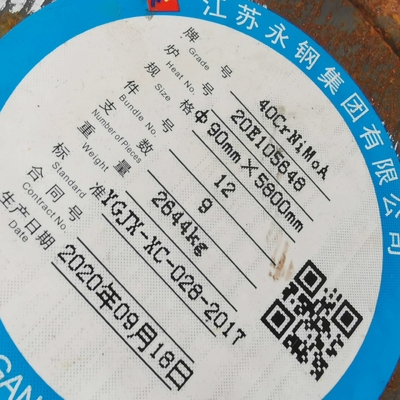 江苏永钢集团有限公司
牌号 Grade 40CrNiMoA
炉号 Heat No. 20E105648
规格 Size Φ90mm×5800mm
件号 Bundle No. 12
支数 Number of Pieces 9
重量 Weight 2644kg
标准 Standard YGJX-XC-028-2017
合同号 Contract No.
生产日期 Date 2020年09月18日
GAN